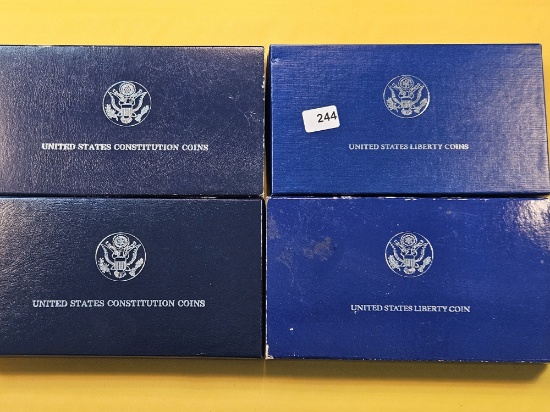 UNITED STATES CONSTITUTION COINS
244
UNITED STATES LIBERTY COINS
UNITED STATES CONSTITUTION COINS
UNITED STATES LIBERTY COIN